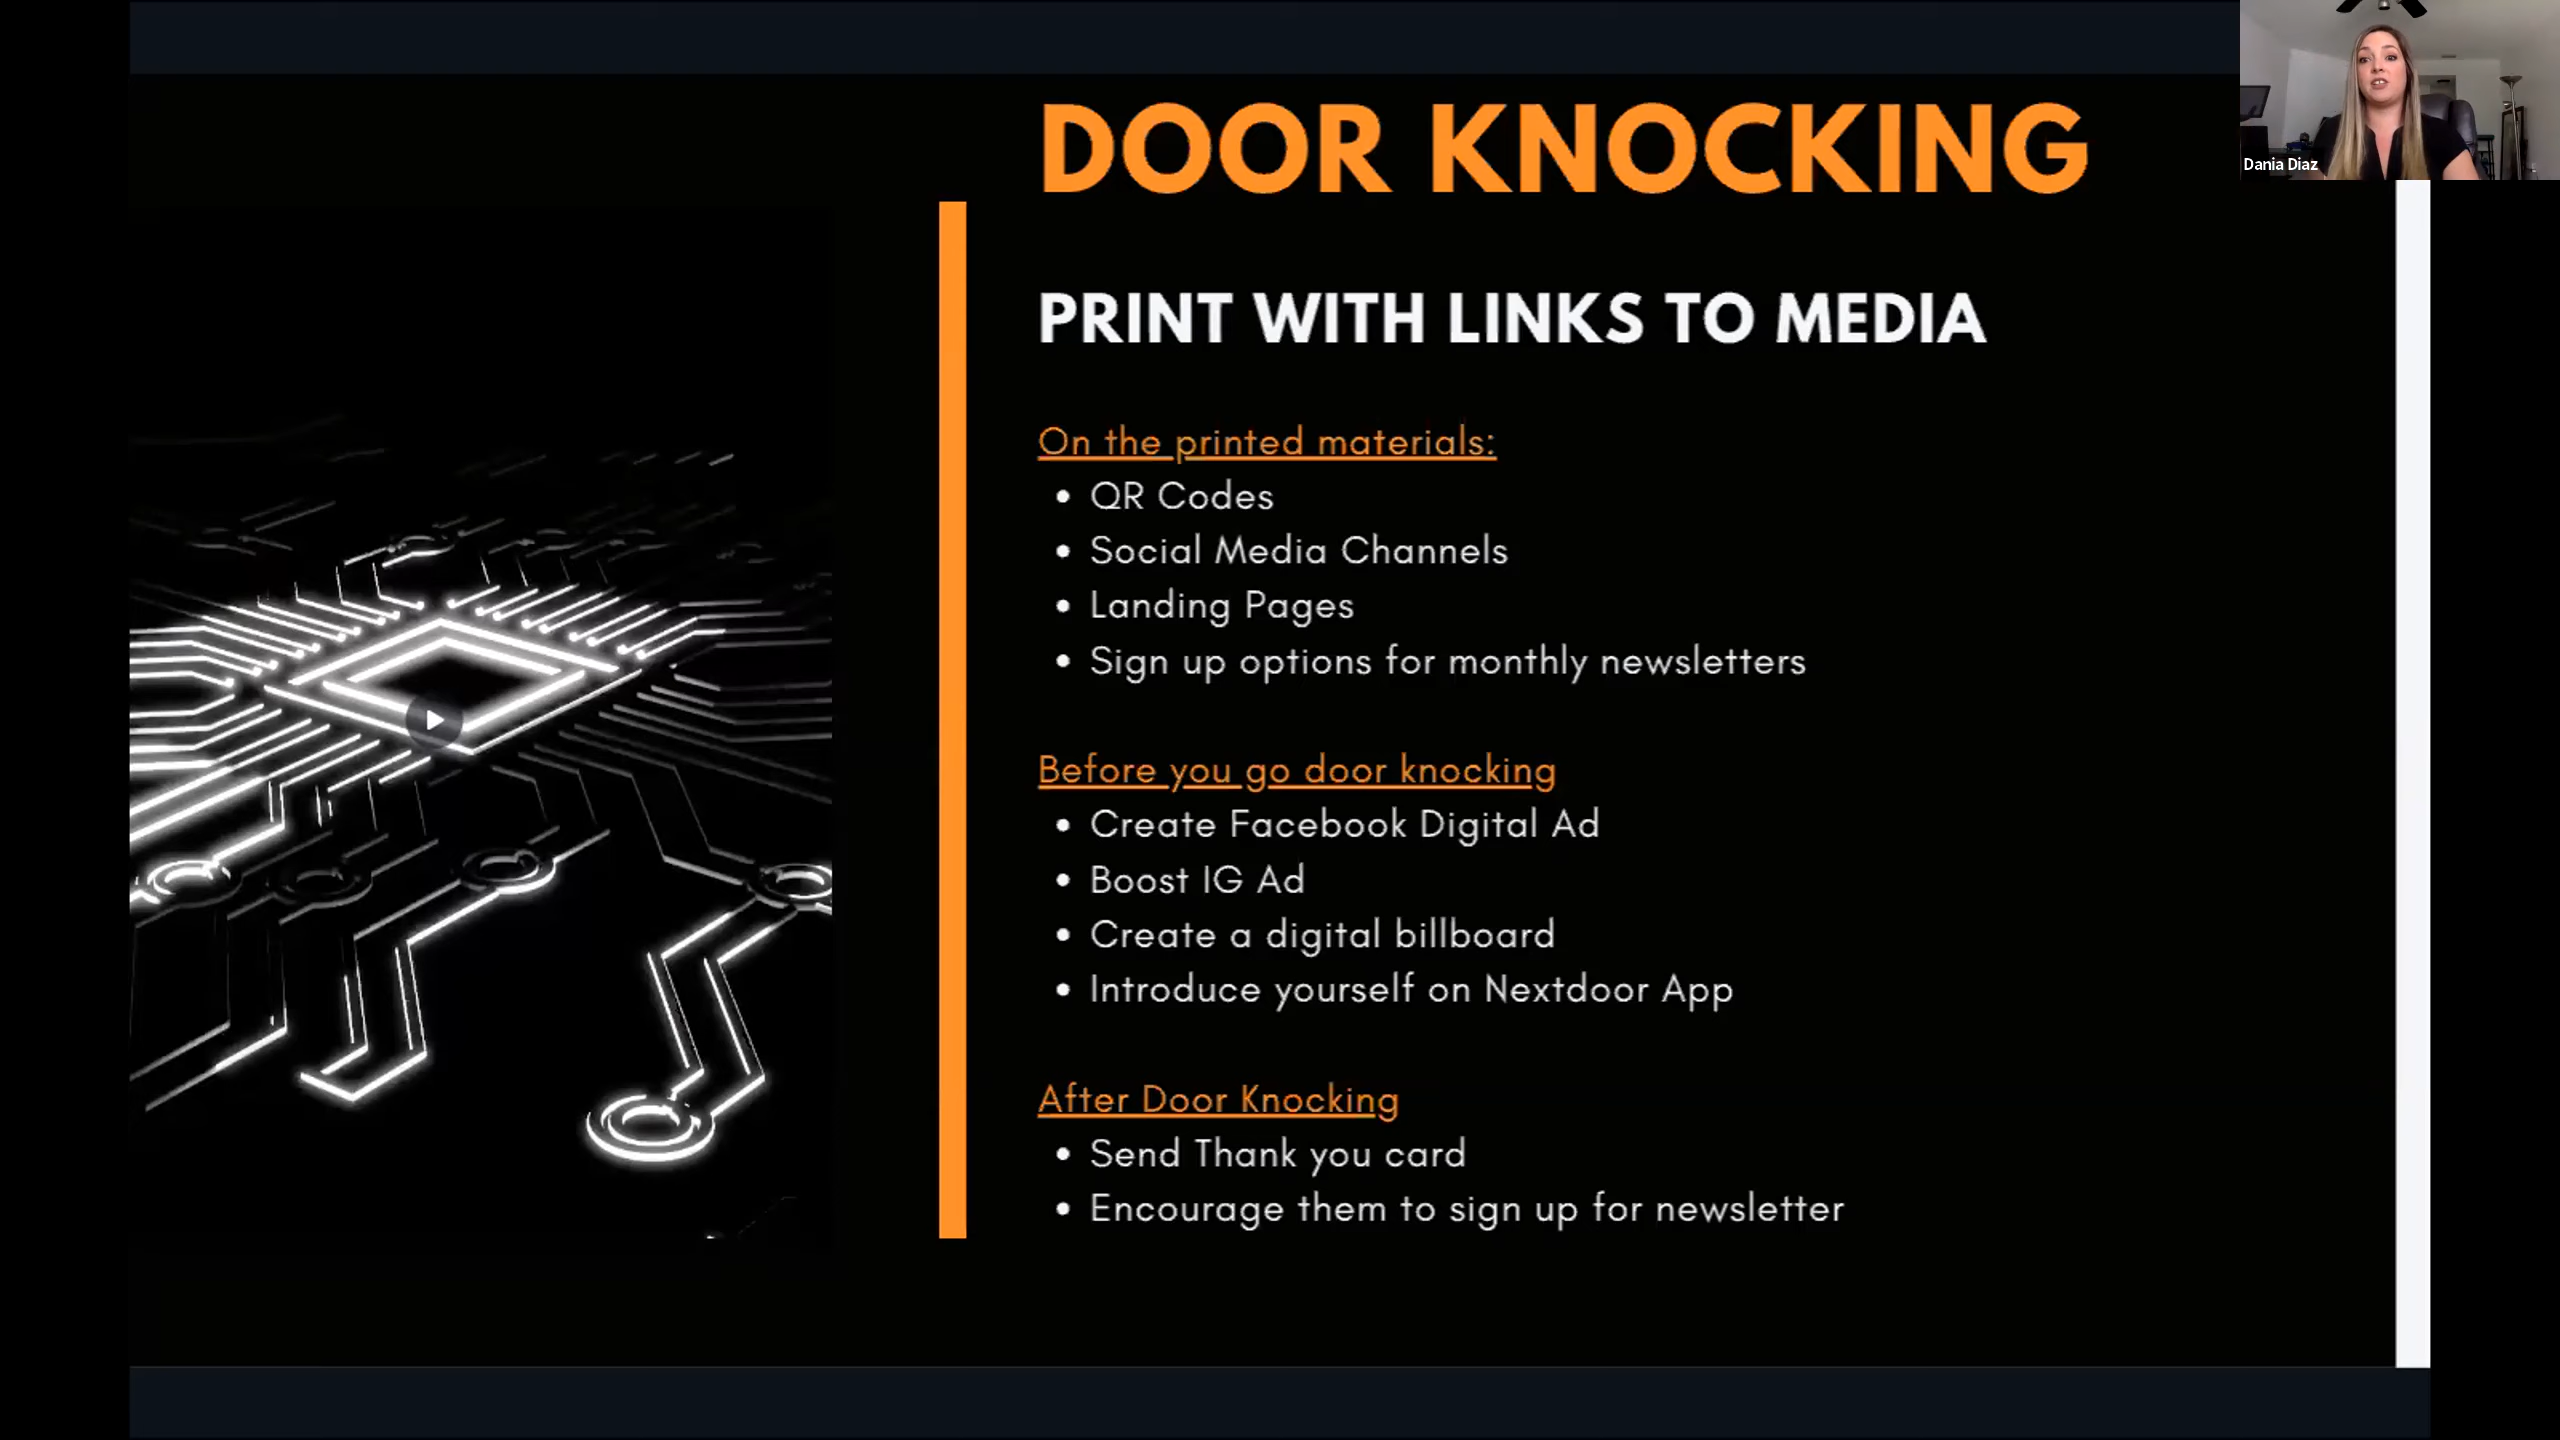 DOOR KNOCKING
Dania Diaz
PRINT WITH LINKS TO MEDIA
On the printed materials:
• QR Codes
• Social Media Channels
• Landing Pages
• Sign up options for monthly newsletters
Before you go door knocking
• Create Facebook Digital Ad
• Boost IG Ad
• Create a digital billboard
• Introduce yourself on Nextdoor App
After Door Knocking
• Send Thank you card
• Encourage them to sign up for newsletter